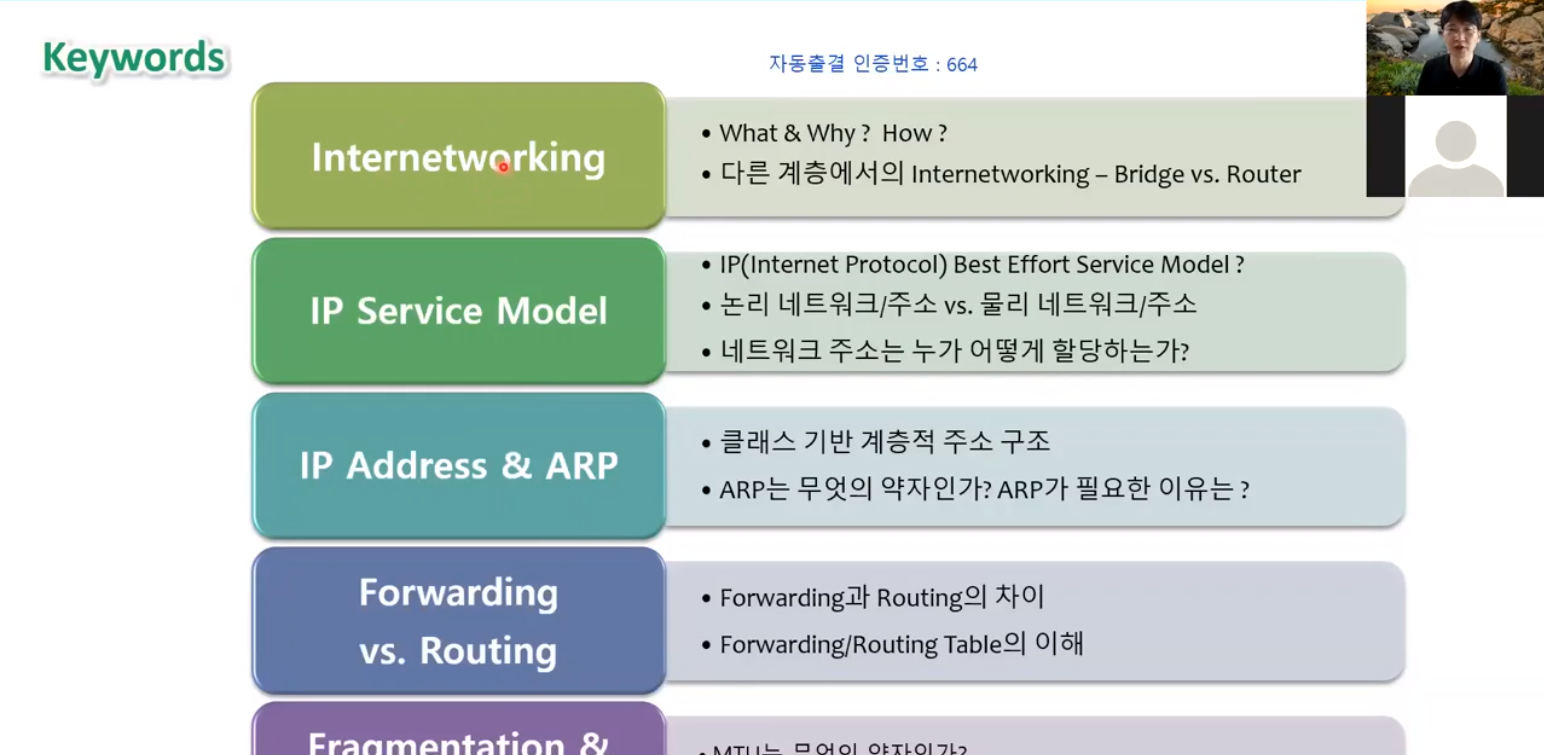 Keywords
자동출결 인증번호 : 664
Internetworking
• What & Why ? How ?
• 다른 계층에서의 Internetworking – Bridge vs. Router
IP Service Model
• IP(Internet Protocol) Best Effort Service Model ?
• 논리 네트워크/주소 vs. 물리 네트워크/주소
• 네트워크 주소는 누가 어떻게 할당하는가?
IP Address & ARP
• 클래스 기반 계층적 주소 구조
• ARP는 무엇의 약자인가? ARP가 필요한 이유는 ?
Forwarding
vs. Routing
• Forwarding과 Routing의 차이
• Forwarding/Routing Table의 이해
Fragmentation &
• MTU는 무엇의 약자인가?